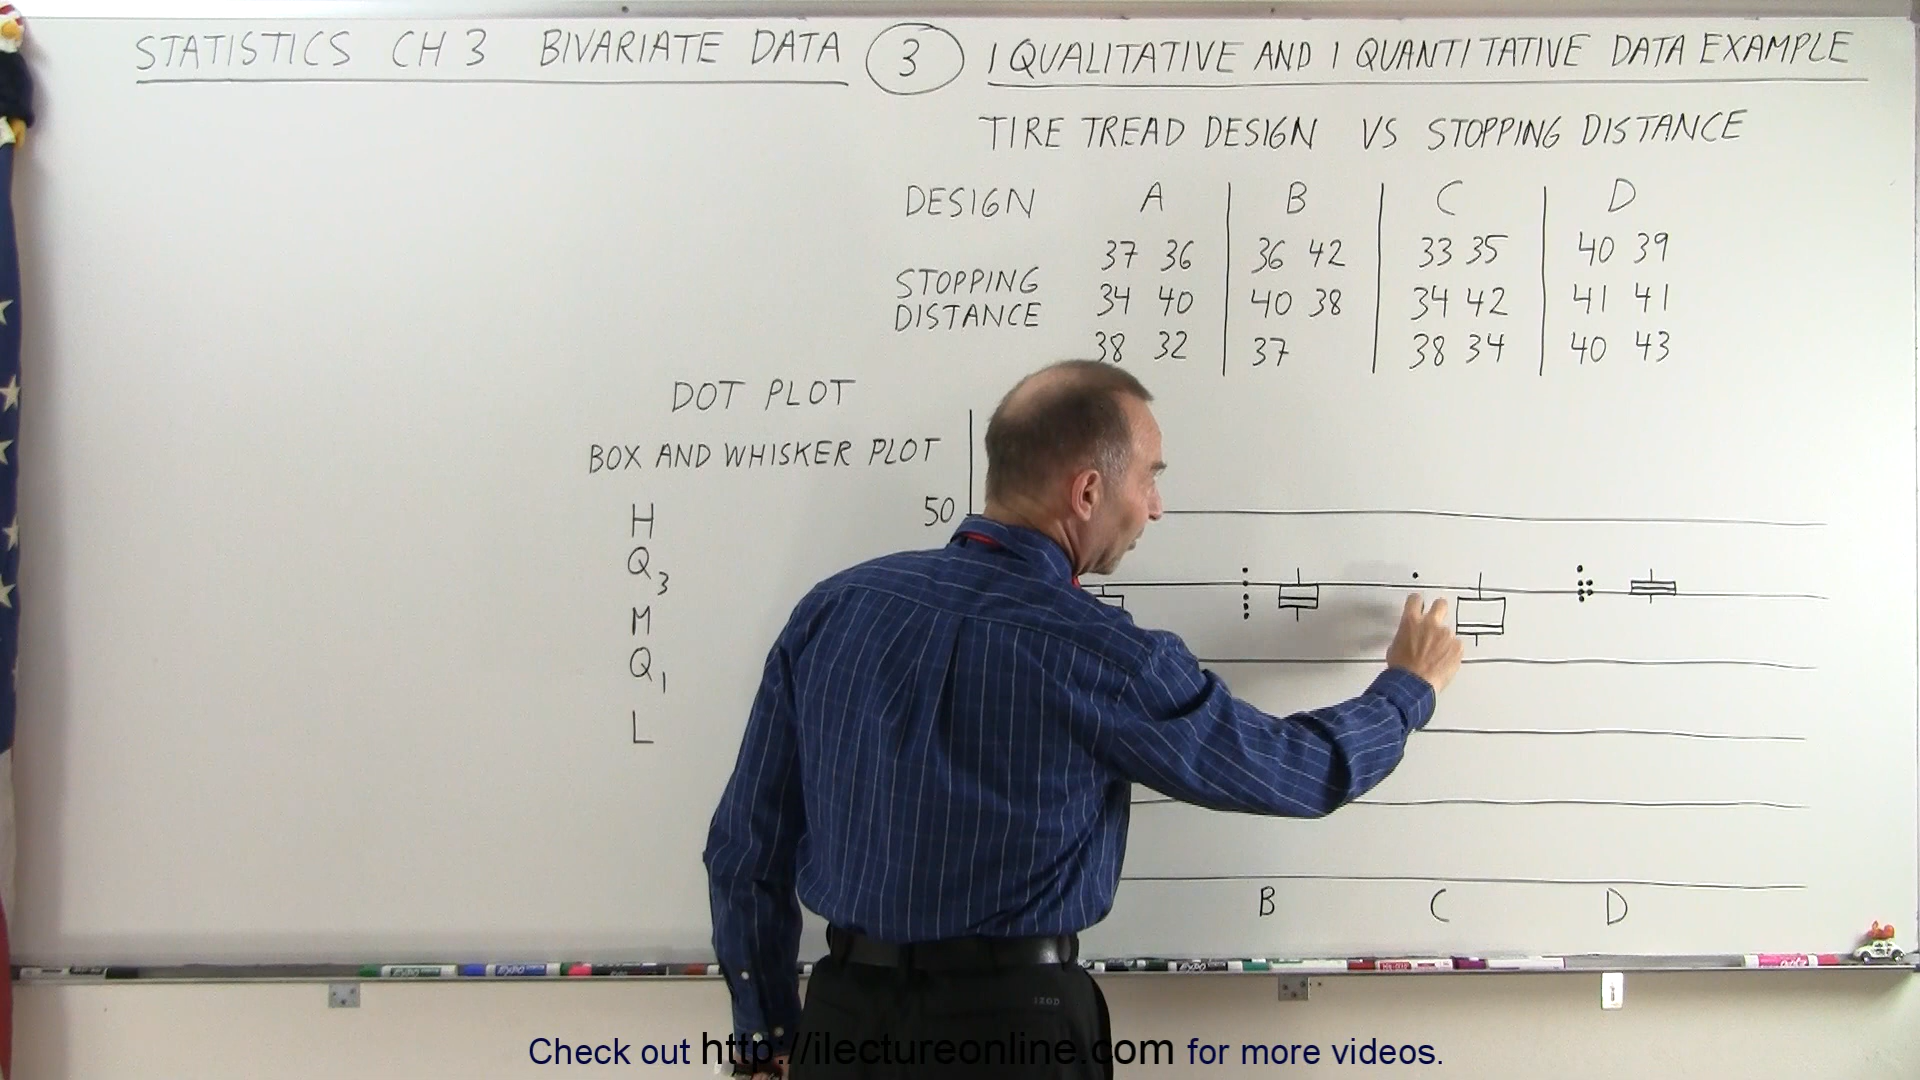 STATISTICS CH 3 BIVARIATE DATA 3 1 QUALITATIVE AND 1 QUANTITATIVE DATA EXAMPLE
TIRE TREAD DESIGN VS STOPPING DISTANCE
DESIGN A B C D
37 36 36 42 33 35 40 39
STOPPING DISTANCE
34 40 40 38 34 42 41 41
38 32 37 38 34 40 43
DOT PLOT
BOX AND WHISKER PLOT
50
H
Q3
M
Q1
L
B C D
IZOD
Check out http://ilectureonline.com for more videos.